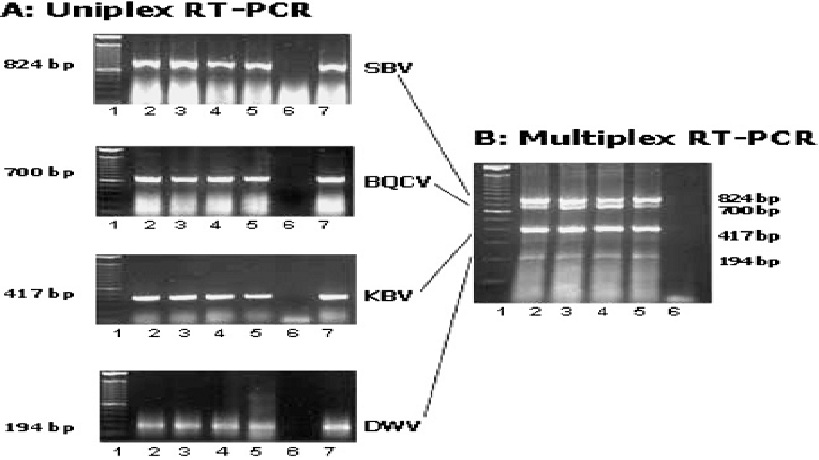 A: Uniplex RT-PCR
824 bp
SBV
1 2 3 4 5 6 7
700 bp
BQCV
1 2 3 4 5 6 7
417 bp
KBV
1 2 3 4 5 6 7
194 bp
DWV
1 2 3 4 5 6 7
B: Multiplex RT-PCR
824 bp
700 bp
417 bp
194 bp
1 2 3 4 5 6